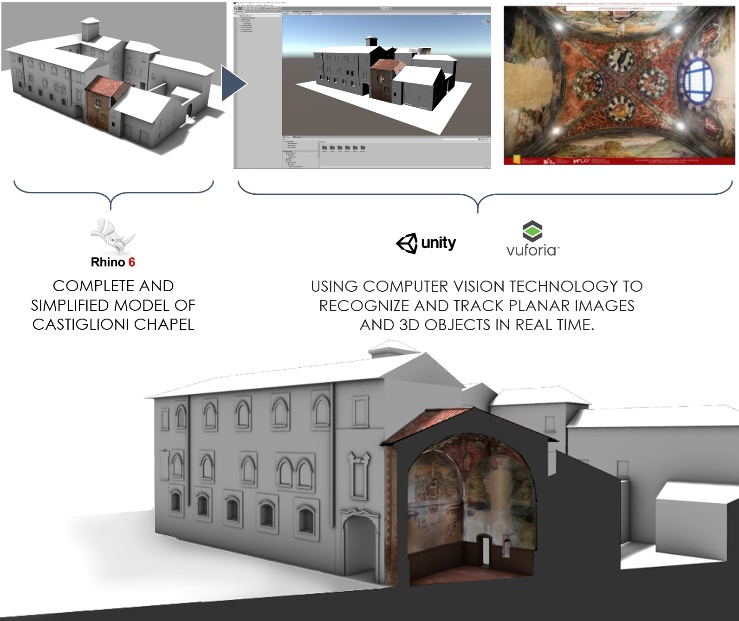 Rhino 6
COMPLETE AND
SIMPLIFIED MODEL OF
CASTIGLIONI CHAPEL
unity
vuforia™
USING COMPUTER VISION TECHNOLOGY TO
RECOGNIZE AND TRACK PLANAR IMAGES
AND 3D OBJECTS IN REAL TIME.